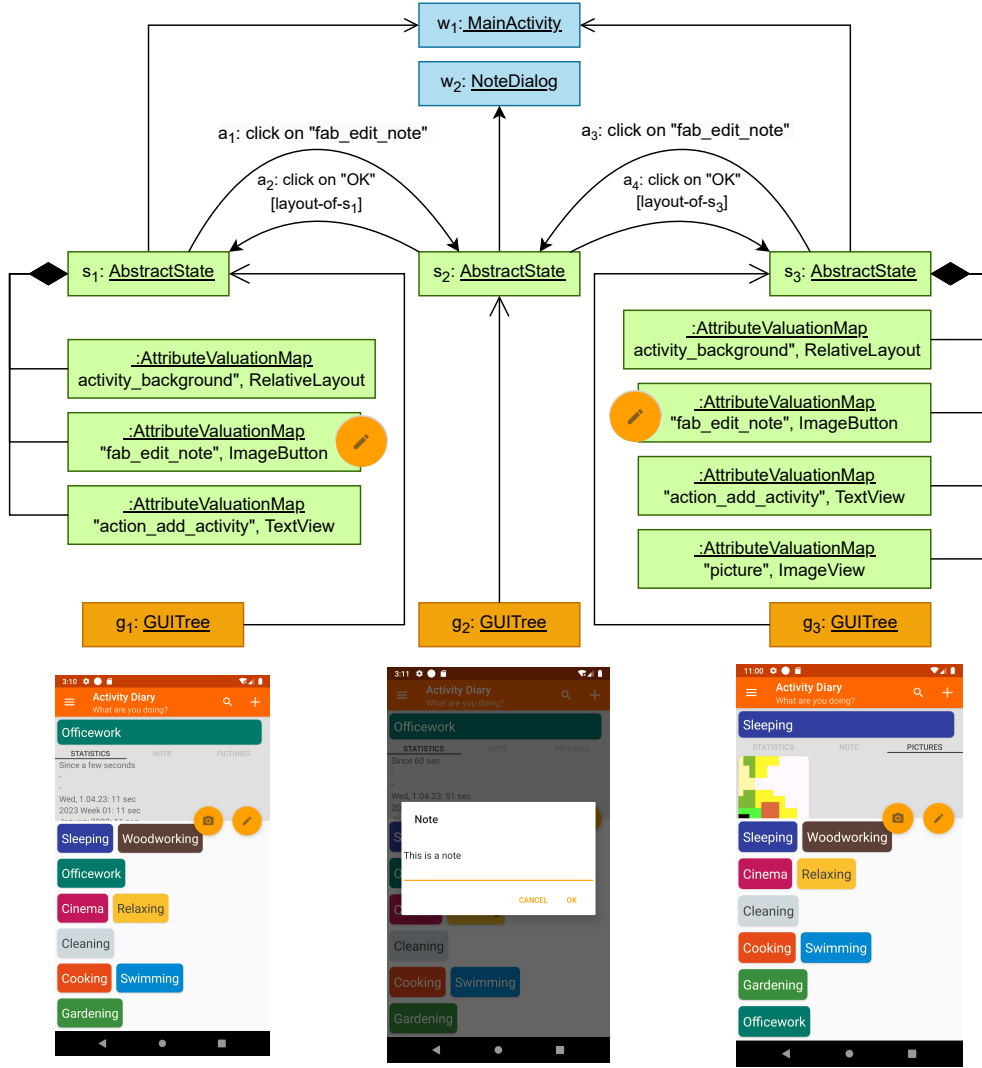 w1: MainActivity
w2: NoteDialog
a1: click on "fab_edit_note"
a3: click on "fab_edit_note"
a2: click on "OK"
[layout-of-s1]
a4: click on "OK"
[layout-of-s3]
s1: AbstractState
s2: AbstractState
s3: AbstractState
:AttributeValuationMap
activity_background", RelativeLayout
:AttributeValuationMap
"fab_edit_note", ImageButton
:AttributeValuationMap
"action_add_activity", TextView
:AttributeValuationMap
activity_background", RelativeLayout
:AttributeValuationMap
"fab_edit_note", ImageButton
:AttributeValuationMap
"action_add_activity", TextView
:AttributeValuationMap
"picture", ImageView
g1: GUITree
g2: GUITree
g3: GUITree
3:10
Activity Diary
What are you doing?
Officework
STATISTICS NOTE PICTURES
Since a few seconds
-
-
Wed, 1.04.23: 11 sec
2023 Week 01: 11 sec
Sleeping Woodworking
Officework
Cinema Relaxing
Cleaning
Cooking Swimming
Gardening
3:11
Activity Diary
What are you doing?
Officework
STATISTICS NOTE PICTURES
Since 60 sec
-
-
Wed, 1.04.23: 51 sec
Note
This is a note
CANCEL OK
Cleaning
Cooking Swimming
Gardening
11:00
Activity Diary
What are you doing?
Sleeping
STATISTICS NOTE PICTURES
Sleeping Woodworking
Cinema Relaxing
Cleaning
Cooking Swimming
Gardening
Officework